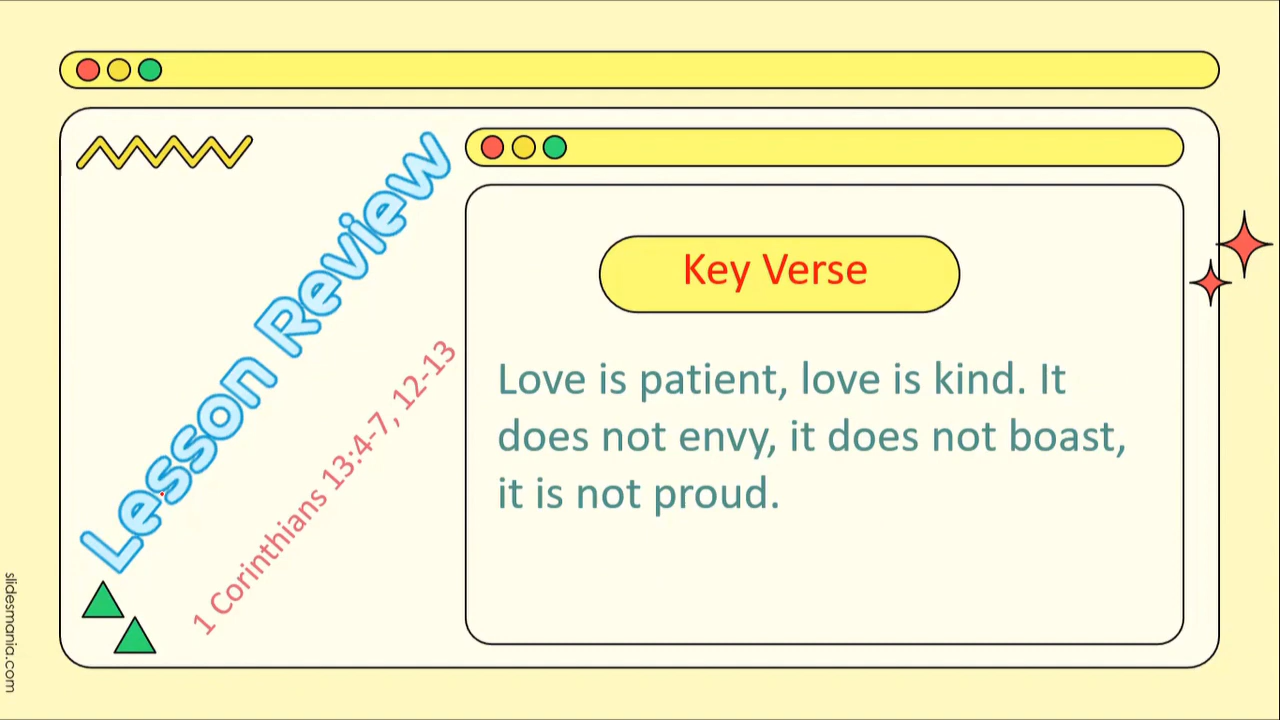 Lesson Review
1 Corinthians 13:4-7, 12-13
Key Verse
Love is patient, love is kind. It
does not envy, it does not boast,
it is not proud.
slidesmania.com